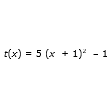 t(x) = 5 (x + 1)² – 1